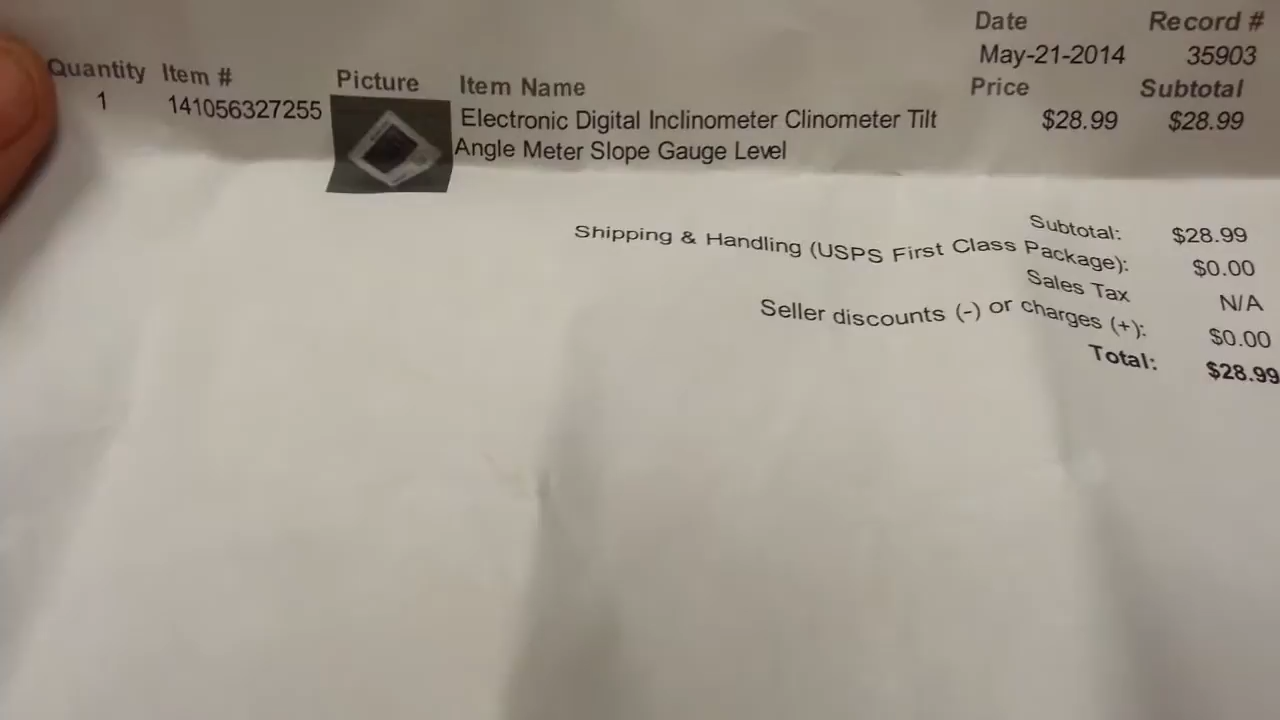 Date Record #
May-21-2014 35903
Quantity Item # Picture Item Name Price Subtotal
1 141056327255 Electronic Digital Inclinometer Clinometer Tilt $28.99 $28.99
Angle Meter Slope Gauge Level
Subtotal: $28.99
Shipping & Handling (USPS First Class Package): $0.00
Sales Tax N/A
Seller discounts (-) or charges (+): $0.00
Total: $28.99